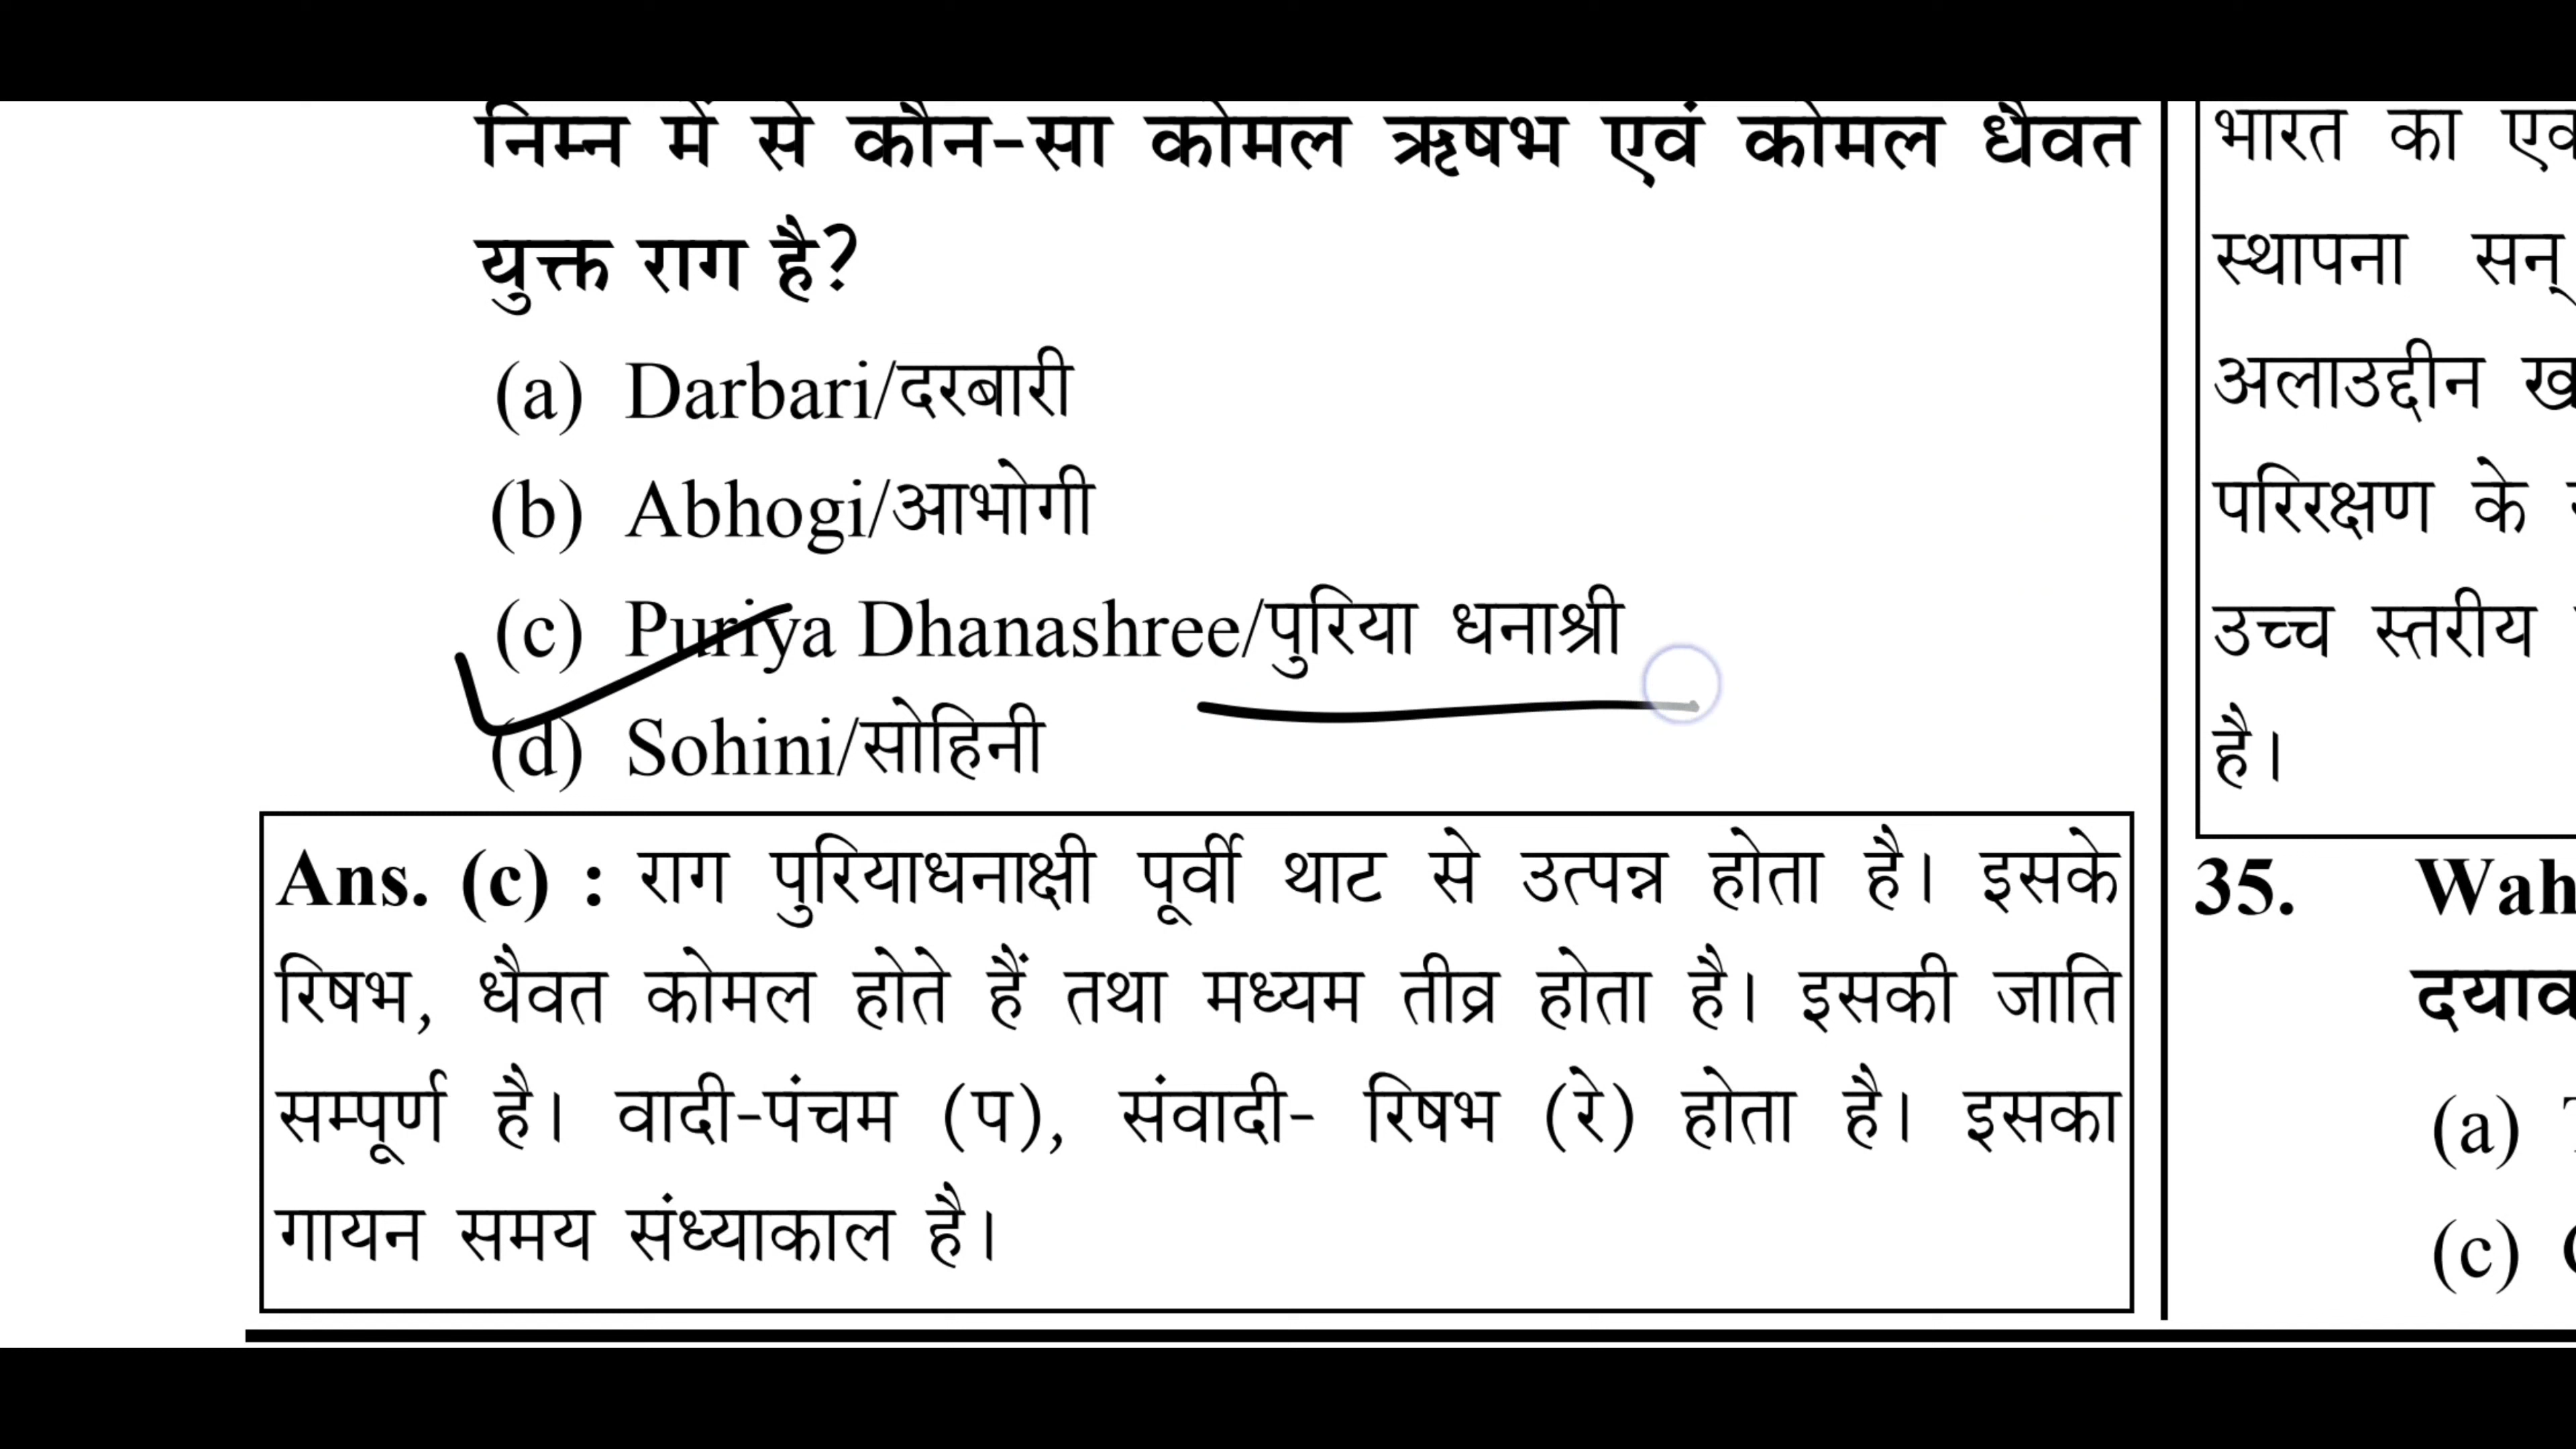 निम्न में से कौन-सा कोमल ऋषभ एवं कोमल धैवत
युक्त राग है?
(a) Darbari/दरबारी
(b) Abhogi/आभोगी
(c) Puriya Dhanashree/पुरिया धनाश्री
(d) Sohini/सोहिनी
Ans. (c) : राग पुरियाधनाक्षी पूर्वी थाट से उत्पन्न होता है। इसके
रिषभ, धैवत कोमल होते हैं तथा मध्यम तीव्र होता है। इसकी जाति
सम्पूर्ण है। वादी-पंचम (प), संवादी- रिषभ (रे) होता है। इसका
गायन समय संध्याकाल है।
भारत का
स्थापना सन्
अलाउद्दीन
परिरक्षण के
उच्च स्तरीय
है।
35.
(a)
(c)